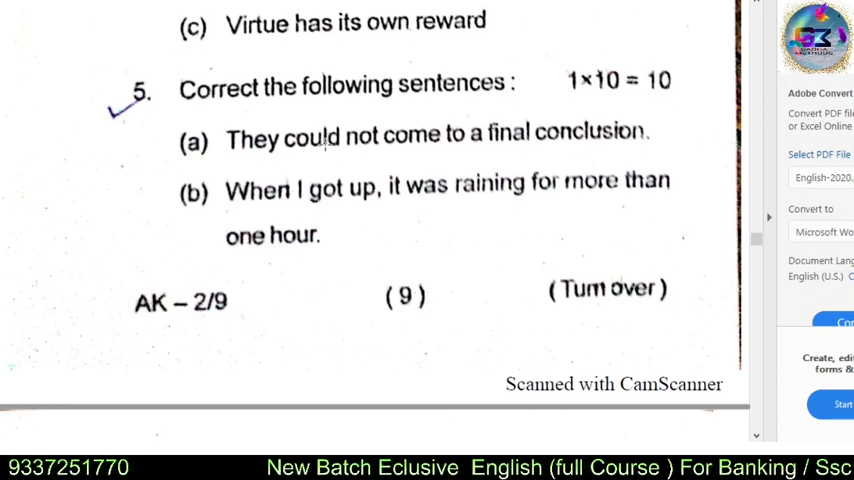 (c) Virtue has its own reward
5. Correct the following sentences : 1×10 = 10
(a) They could not come to a final conclusion.
(b) When I got up, it was raining for more than
one hour.
AK – 2/9 (9) (Turn over)
Scanned with CamScanner
Adobe Convert
Convert PDF file
or Excel Online
Select PDF File
English-2020.
Convert to
Microsoft Wo
Document Lang
English (U.S.) C
Create, edi
forms &
Start
9337251770 New Batch Eclusive English (full Course ) For Banking / Ssc